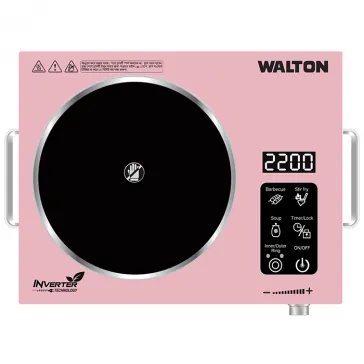 WALTON
2200
Barbecue
Stir fry
Soup
Timer/Lock
Inner/Outer
Ring
ON/OFF
INVERTER
TECHNOLOGY